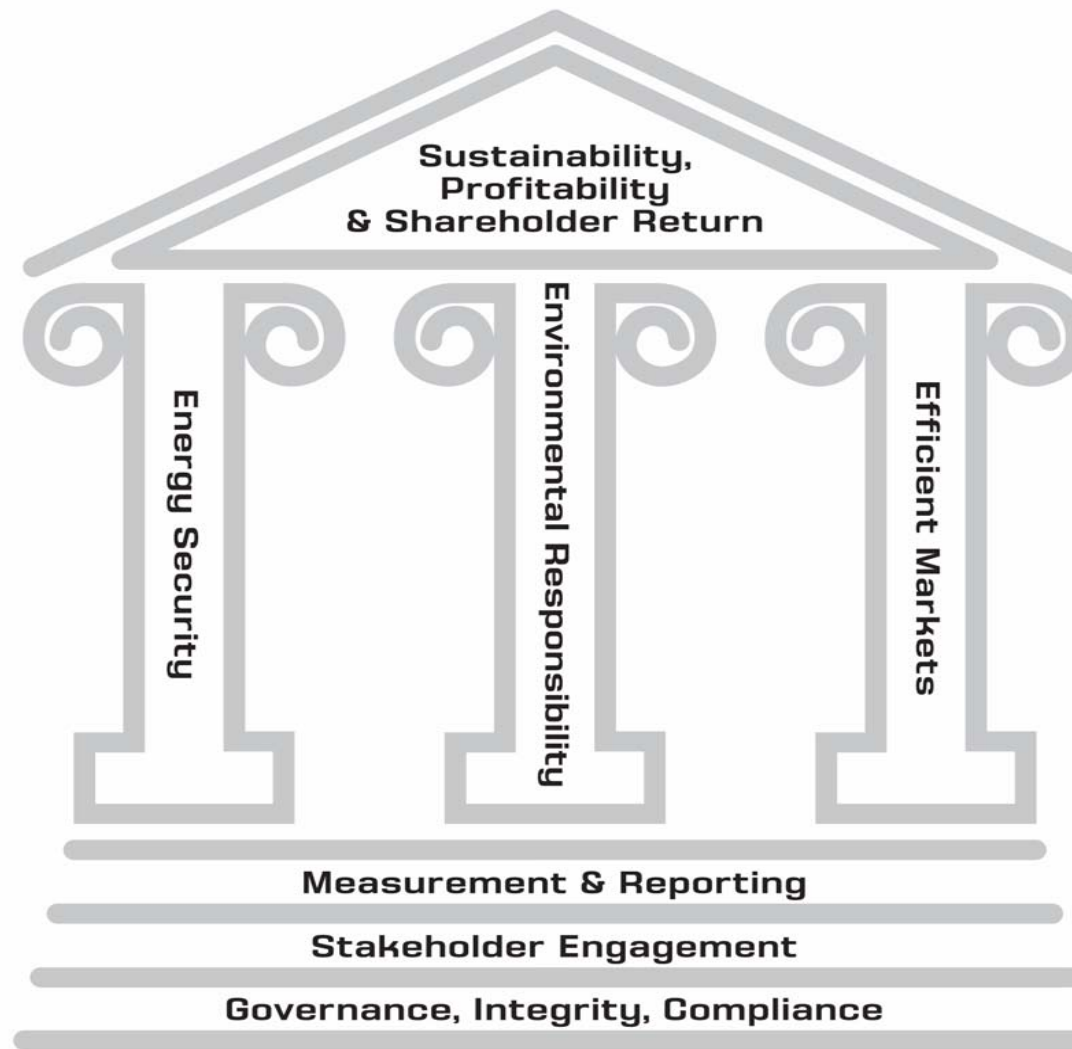 Sustainability,
Profitability
& Shareholder Return
Energy Security
Environmental Responsibility
Efficient Markets
Measurement & Reporting
Stakeholder Engagement
Governance, Integrity, Compliance